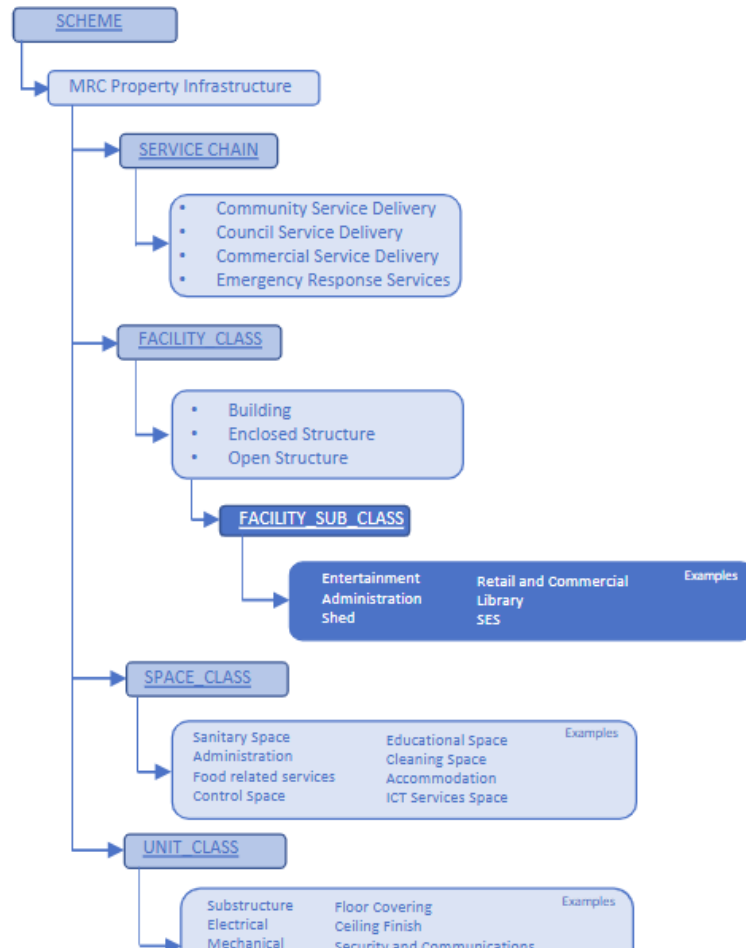 SCHEME
MRC Property Infrastructure
SERVICE CHAIN
• Community Service Delivery
• Council Service Delivery
• Commercial Service Delivery
• Emergency Response Services
FACILITY_CLASS
• Building
• Enclosed Structure
• Open Structure
FACILITY_SUB_CLASS
Examples
Entertainment
Administration
Shed
Retail and Commercial
Library
SES
SPACE_CLASS
Examples
Sanitary Space
Administration
Food related services
Control Space
Educational Space
Cleaning Space
Accommodation
ICT Services Space
UNIT_CLASS
Examples
Substructure
Electrical
Mechanical
Floor Covering
Ceiling Finish
Security and Communications